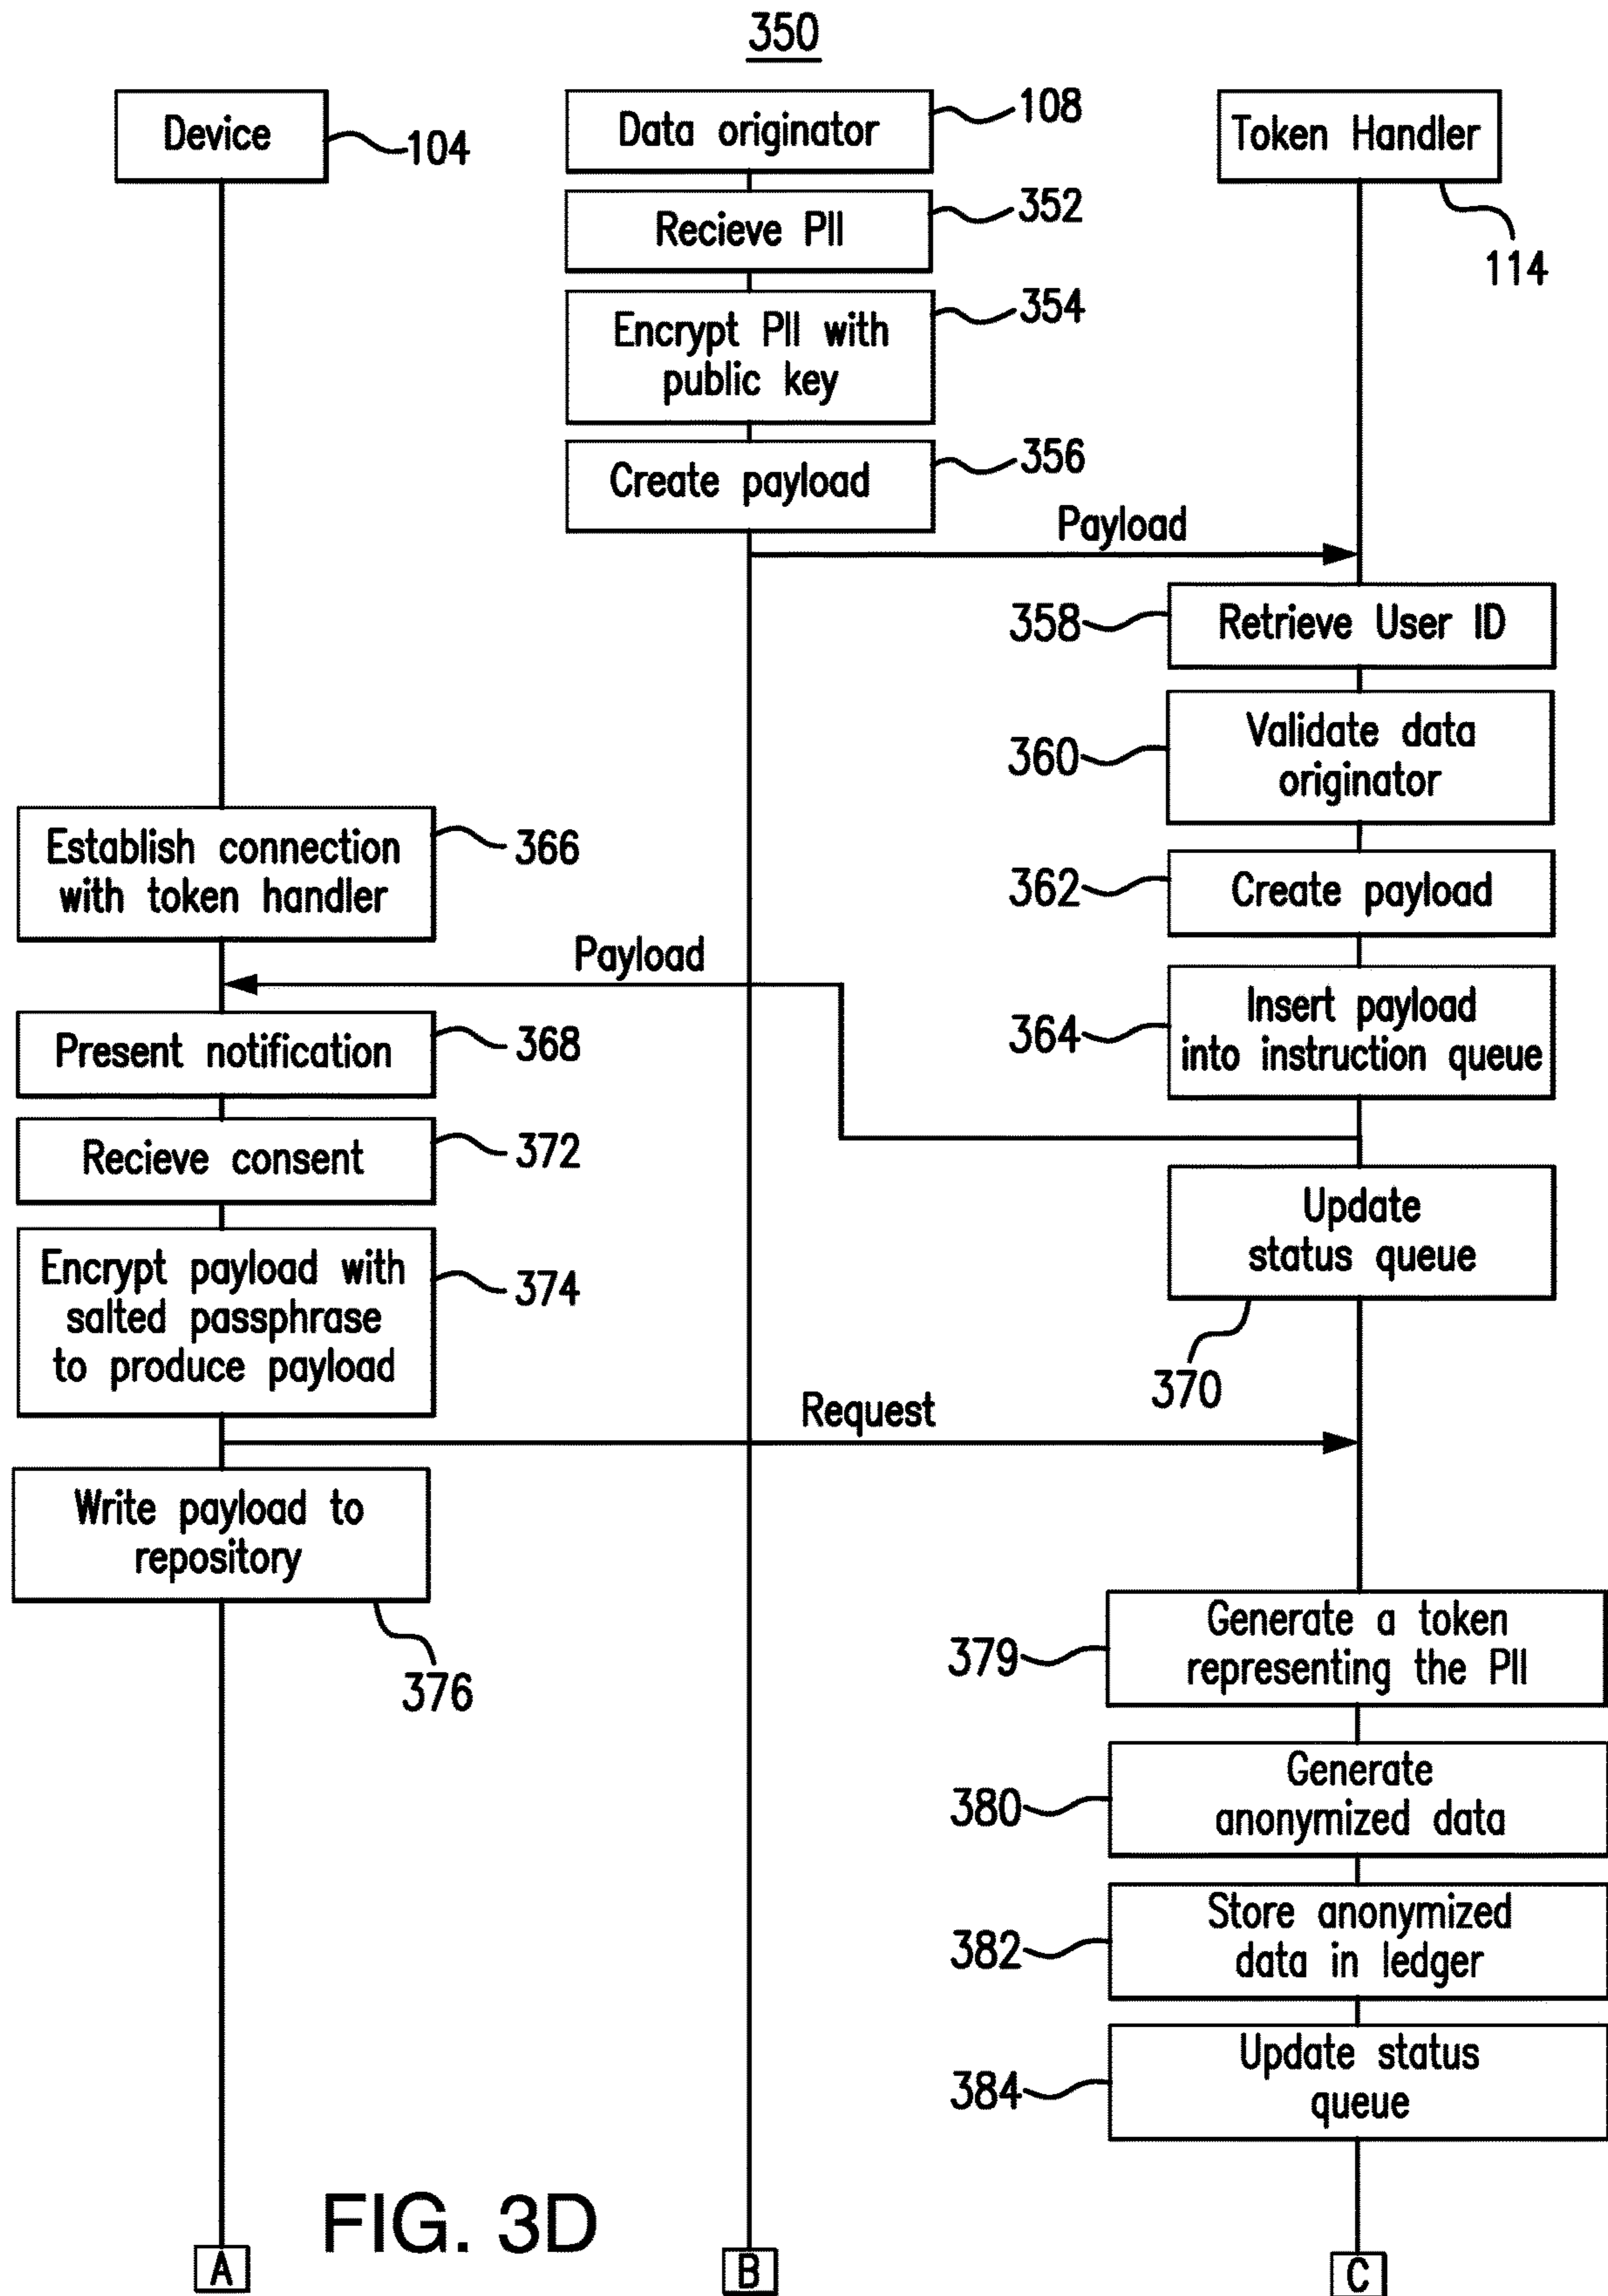 350
Device
104
Data originator
108
Token Handler
114
Recieve PII
352
Encrypt PII with
public key
354
Create payload
356
Payload
358
Retrieve User ID
360
Validate data
originator
Establish connection
with token handler
366
362
Create payload
Payload
364
Insert payload
into instruction queue
Present notification
368
Recieve consent
372
Update
status queue
370
Encrypt payload with
salted passphrase
to produce payload
374
Request
Write payload to
repository
376
379
Generate a token
representing the PII
380
Generate
anonymized data
382
Store anonymized
data in ledger
384
Update status
queue
FIG. 3D
A
B
C